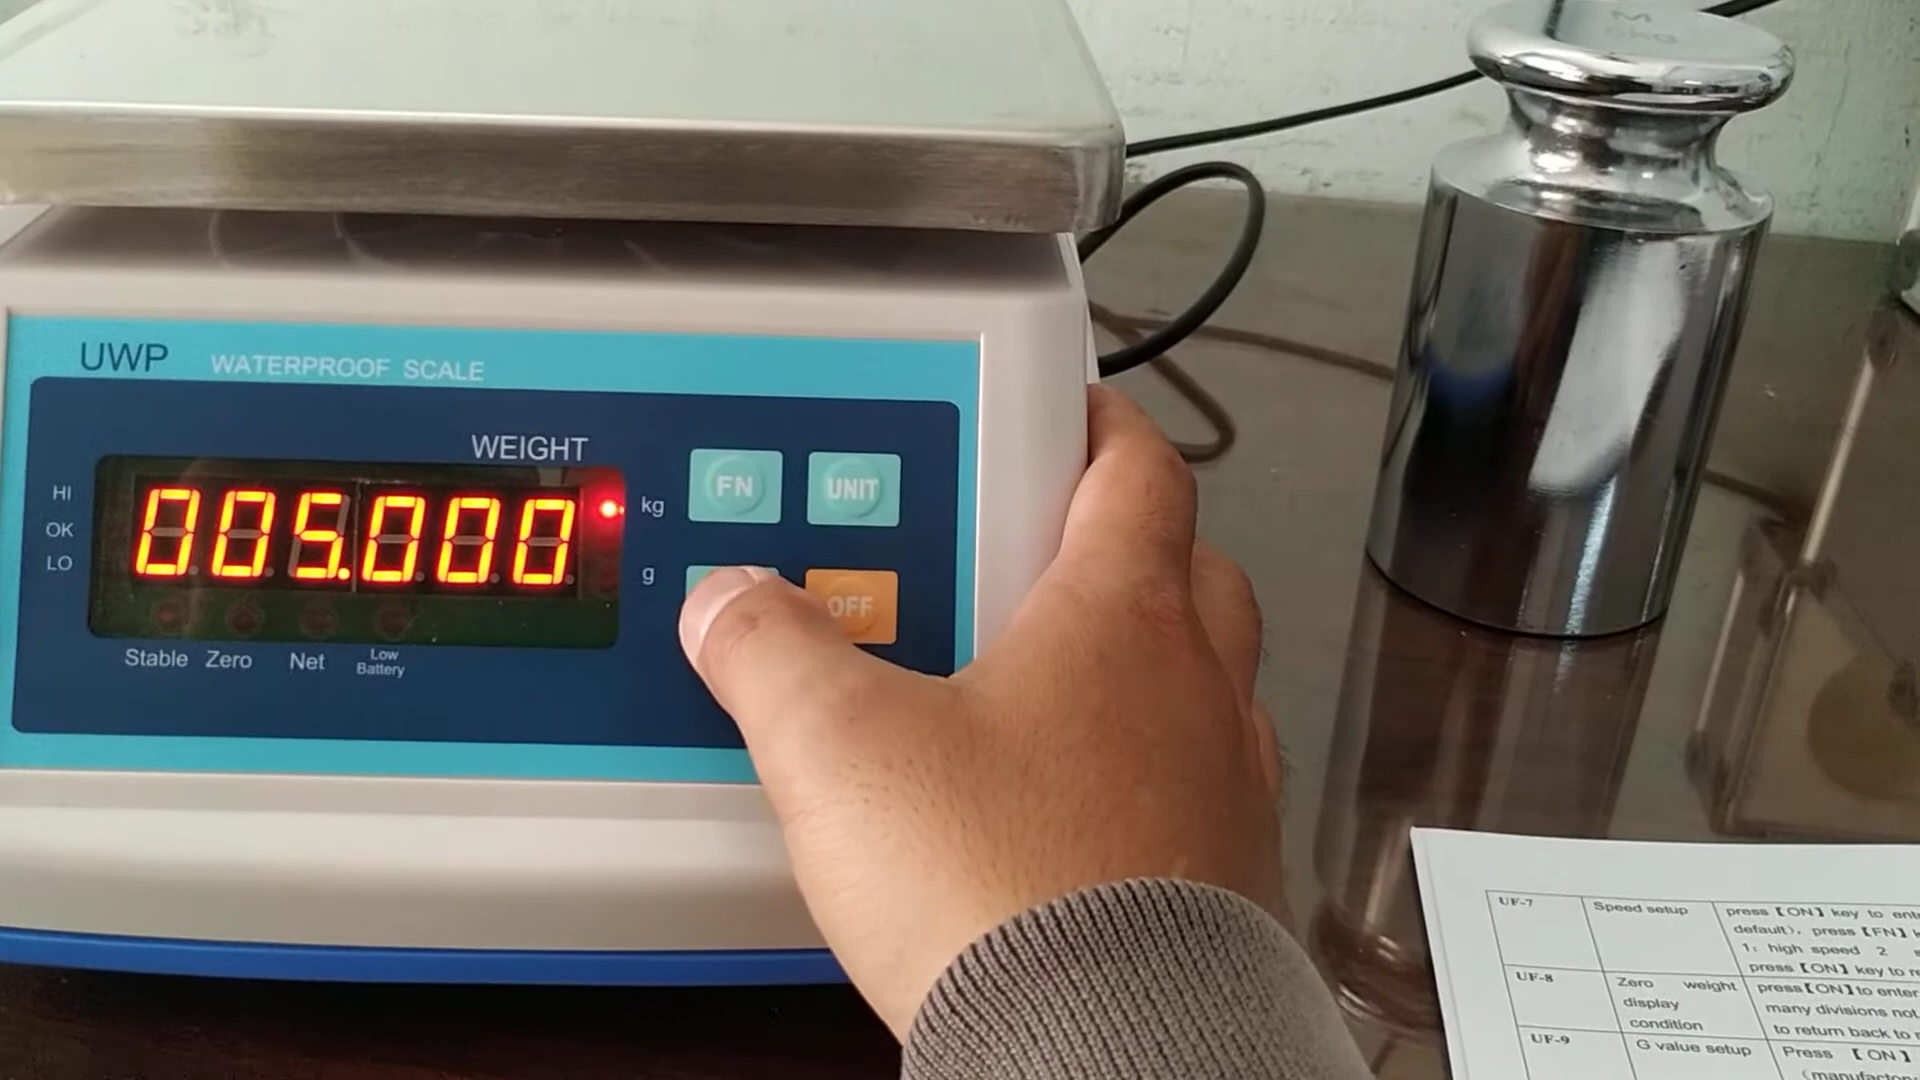 M
5kg
UWP WATERPROOF SCALE
WEIGHT
HI
OK
LO
005.000
kg
g
FN
UNIT
OFF
Stable Zero Net Low Battery
UF-7 Speed setup press【ON】key to
default), press【FN】
1: high speed 2
press【ON】key to
UF-8 Zero weight display condition press【ON】to enter
many divisions not
to return back to
UF-9 G value setup Press 【ON】